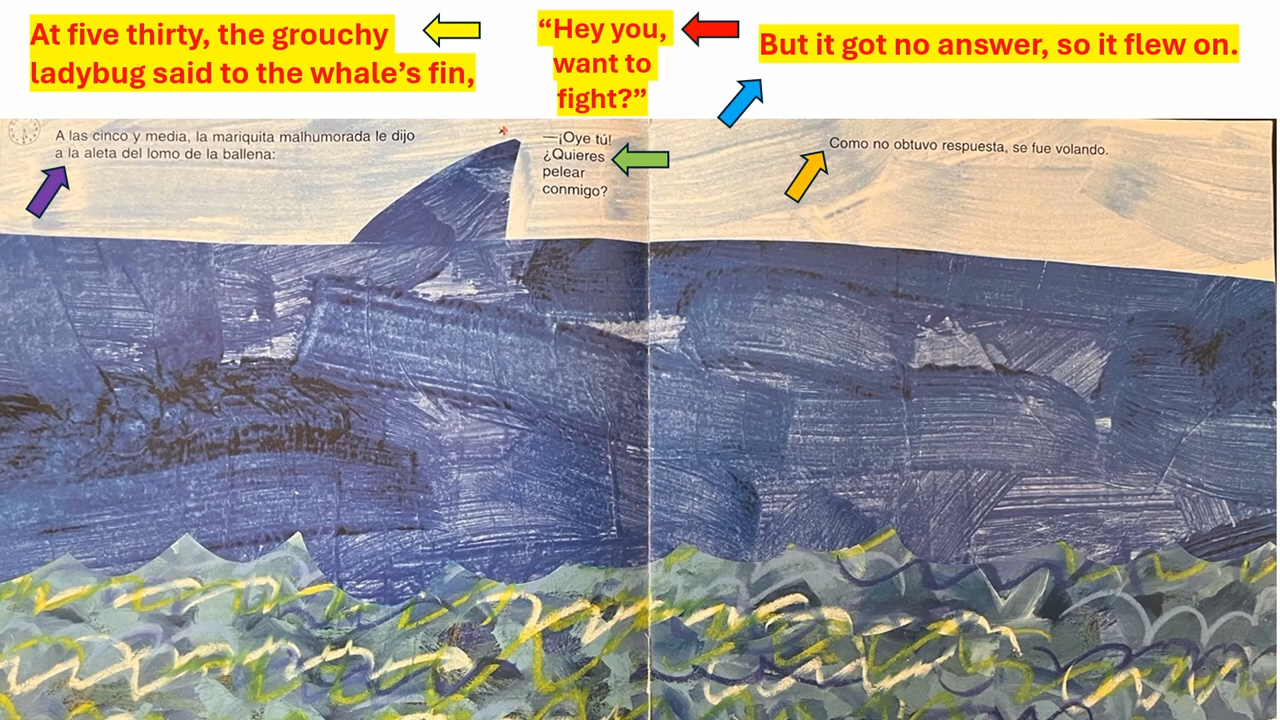 At five thirty, the grouchy
ladybug said to the whale’s fin,
“Hey you,
want to
fight?”
But it got no answer, so it flew on.
A las cinco y media, la mariquita malhumorada le dijo
a la aleta del lomo de la ballena:
—¡Oye tú!
¿Quieres
pelear
conmigo?
Como no obtuvo respuesta, se fue volando.